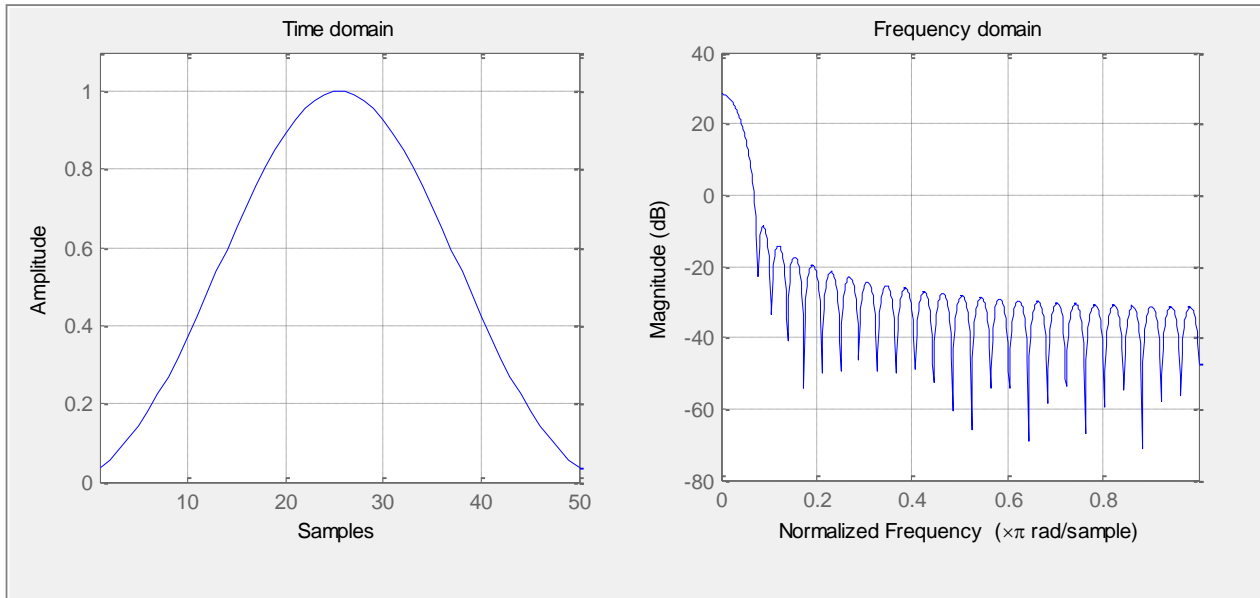 Time domain
1
0.8
0.6
0.4
0.2
0
Amplitude
10 20 30 40 50
Samples
Frequency domain
40
20
0
-20
-40
-60
-80
Magnitude (dB)
0 0.2 0.4 0.6 0.8
Normalized Frequency (×π rad/sample)